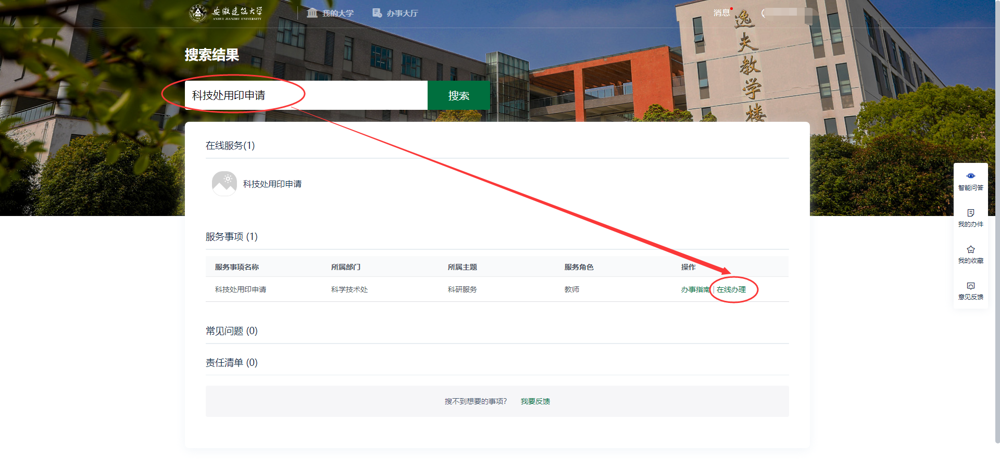 安徽建筑大学
ANHUI JIANZHU UNIVERSITY
我的大学
办事大厅
消息
逸夫教学楼
搜索结果
科技处用印申请
搜索
在线服务(1)
科技处用印申请
服务事项 (1)
服务事项名称 所属部门 所属主题 服务角色 操作
科技处用印申请 科学技术处 科研服务 教师 办事指南 | 在线办理
常见问题 (0)
责任清单 (0)
搜不到想要的事项? 我要反馈
智能问答
我的办件
我的收藏
意见反馈